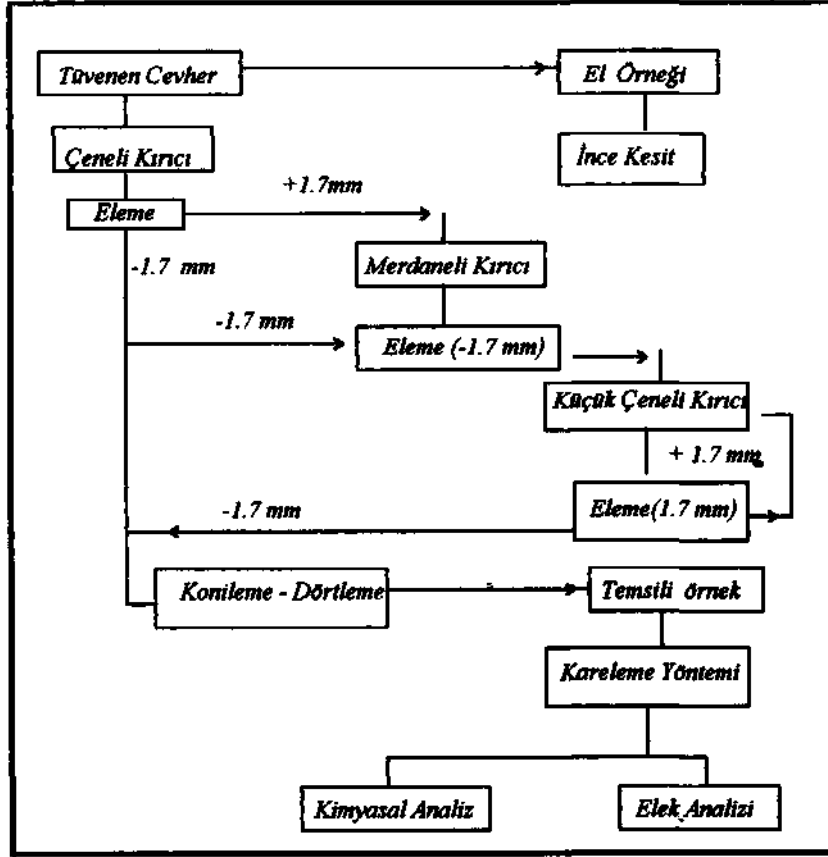 Tüvenen Cevher
El Örneği
Çeneli Kırıcı
İnce Kesit
+1.7mm
Eleme
-1.7 mm
Merdaneli Kırıcı
-1.7 mm
Eleme (-1.7 mm)
Küçük Çeneli Kırıcı
+ 1.7 mm
-1.7 mm
Eleme(1.7 mm)
Konileme - Dörtleme
Temsili örnek
Kareleme Yöntemi
Kimyasal Analiz
Elek Analizi